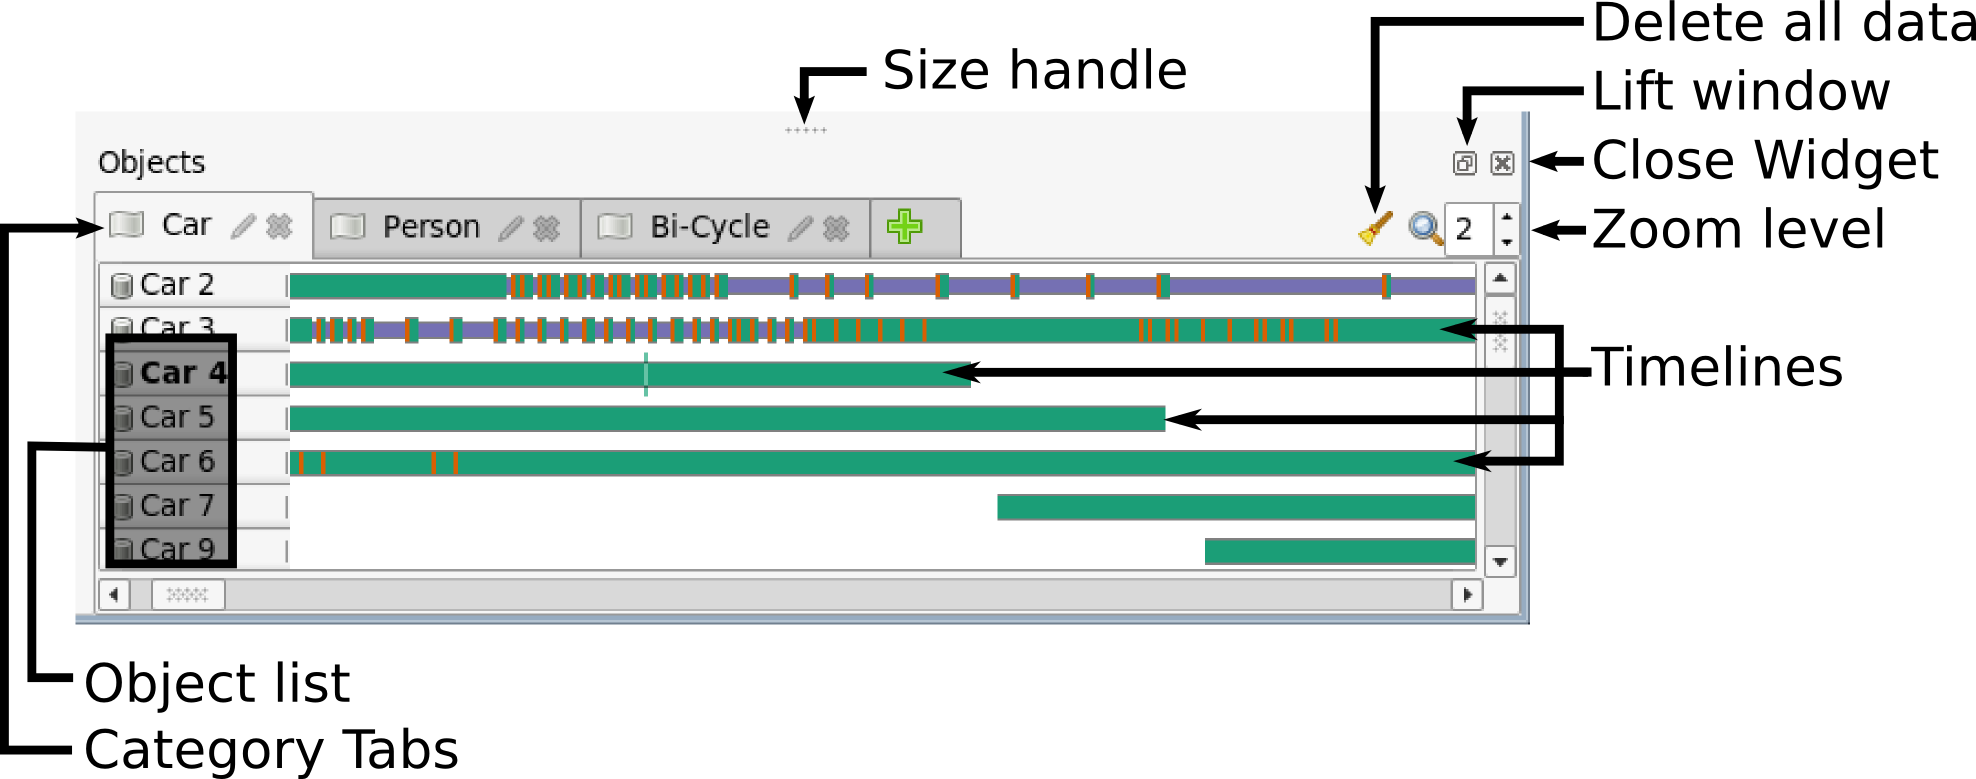 Delete all data
Size handle
Lift window
Objects
Close Widget
Car
Person
Bi-Cycle
2
Zoom level
Car 2
Car 3
Car 4
Timelines
Car 5
Car 6
Car 7
Car 9
Object list
Category Tabs